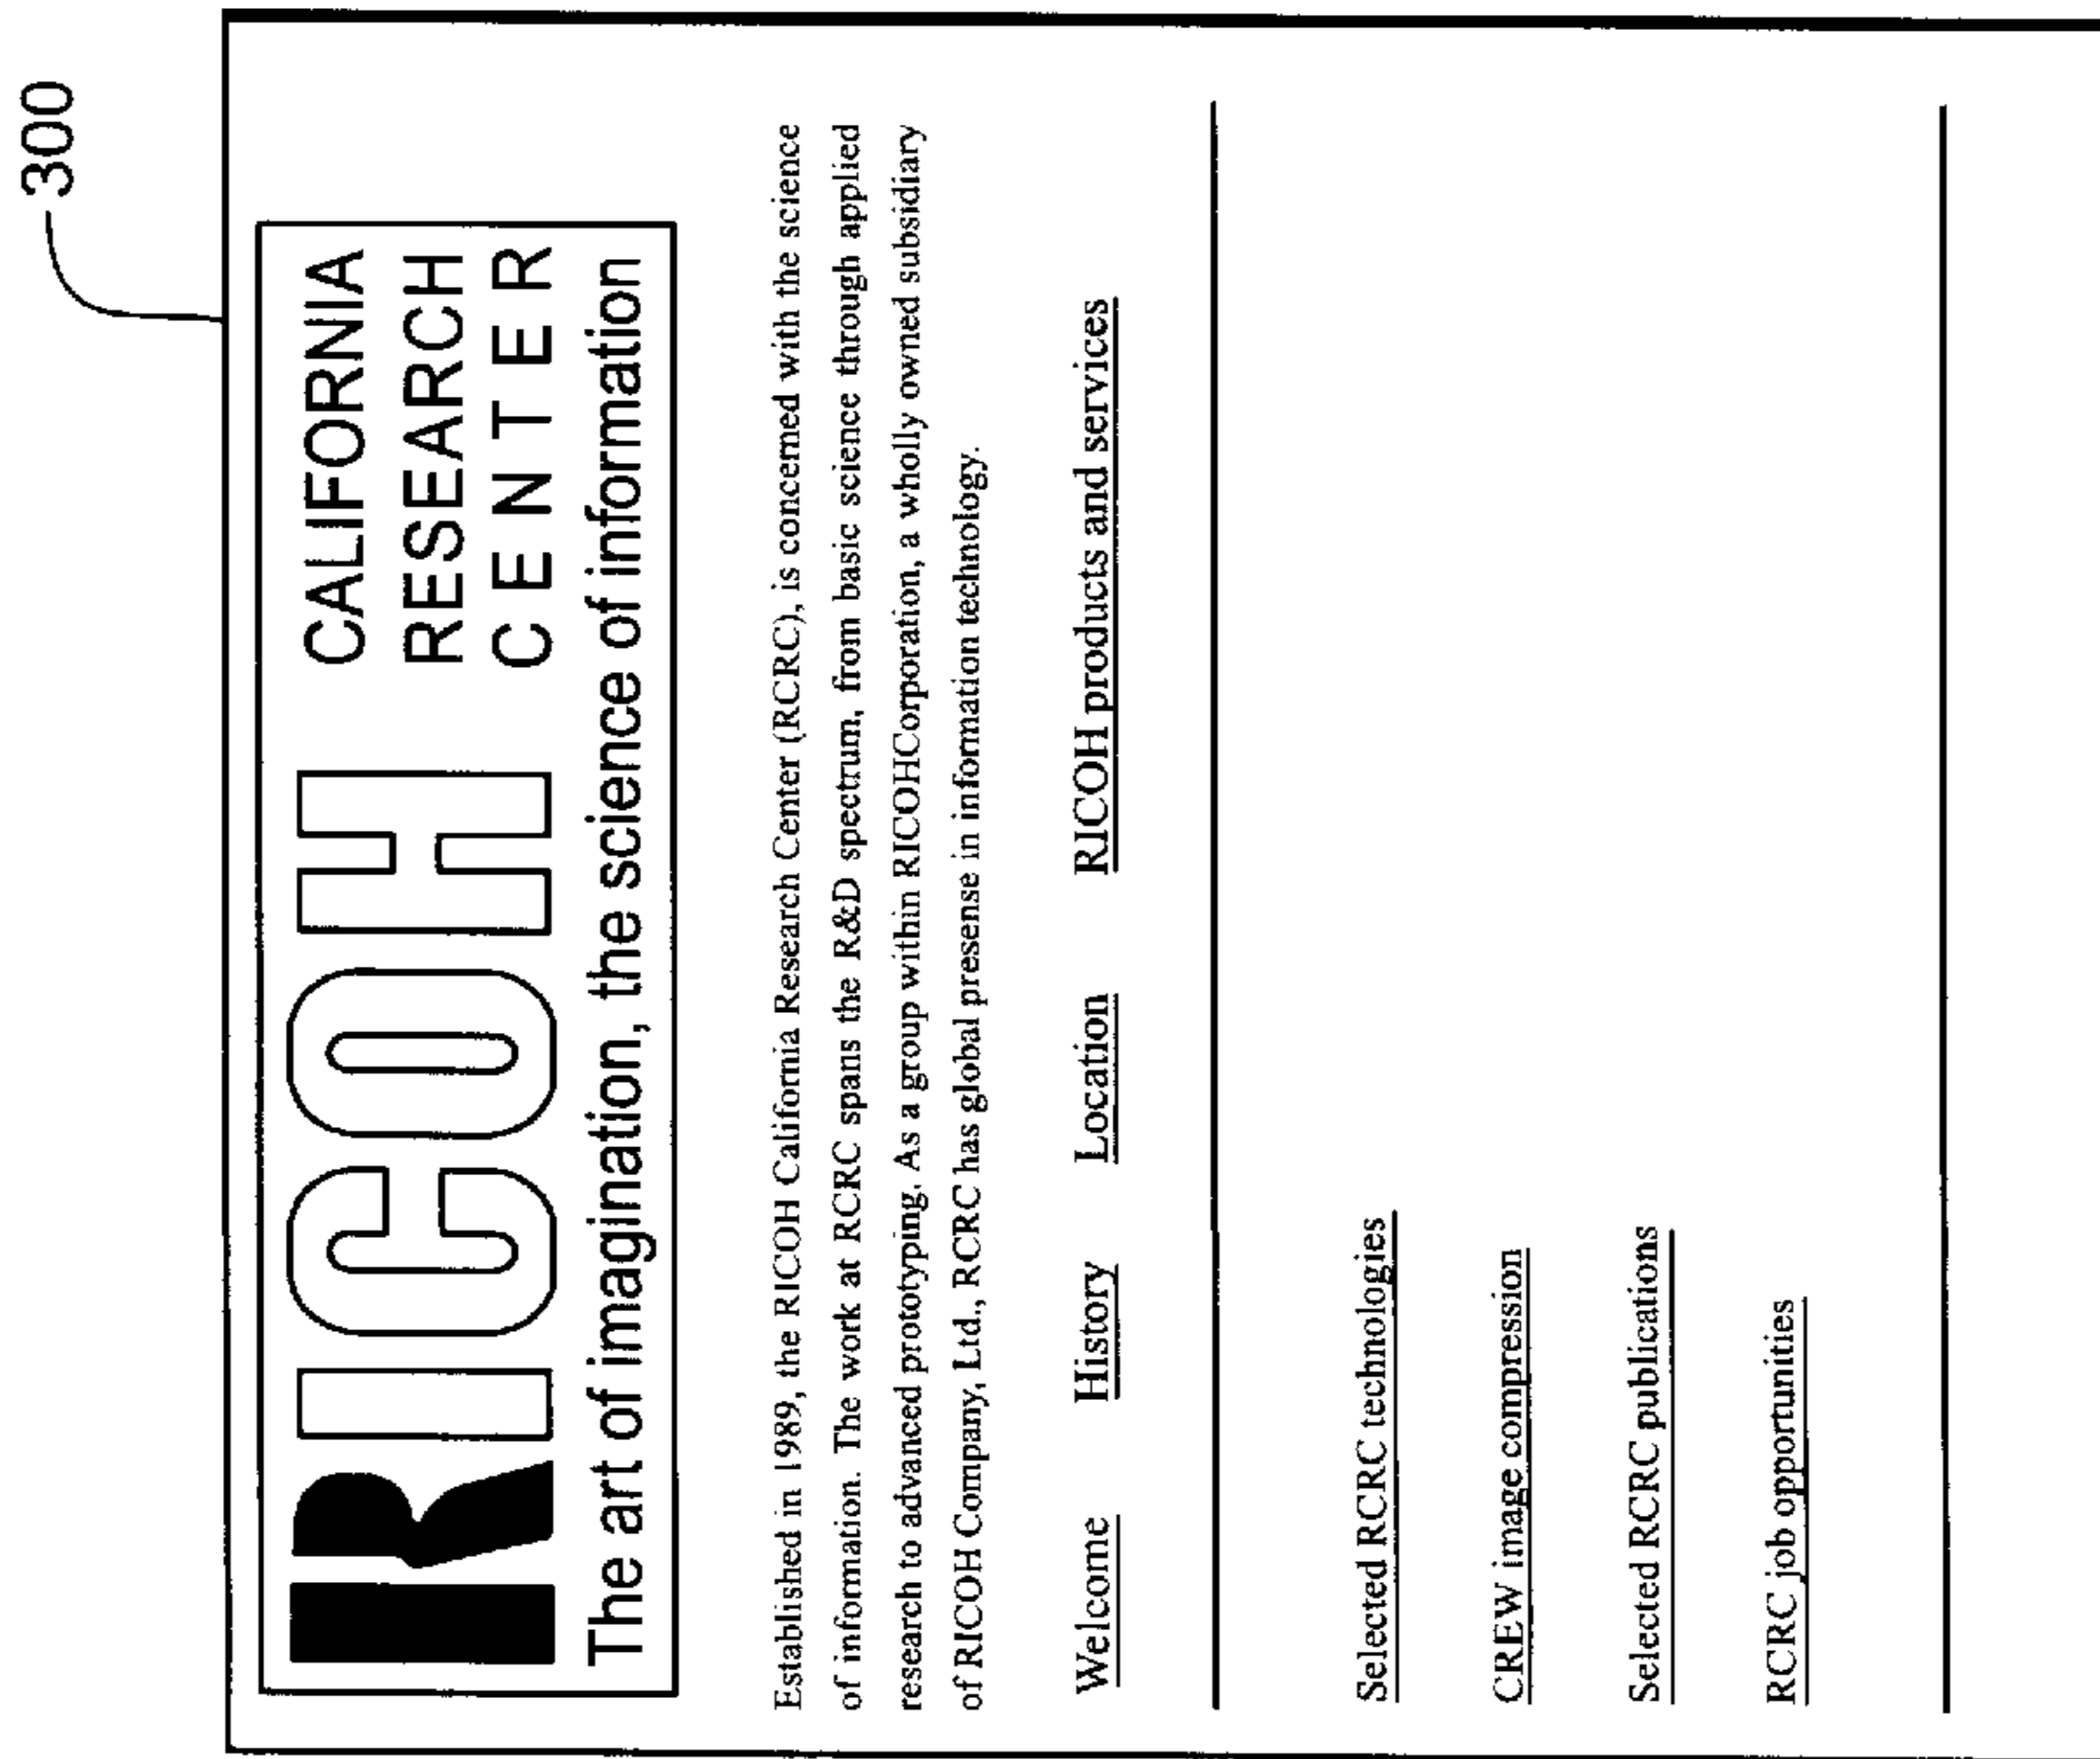 300
RICOH CALIFORNIA
RESEARCH
CENTER
The art of imagination, the science of information
Established in 1989, the RICOH California Research Center (RCRC), is concerned with the science
of information. The work at RCRC spans the R&D spectrum, from basic science through applied
research to advanced prototyping. As a group within RICOHCorporation, a wholly owned subsidiary
of RICOH Company, Ltd., RCRC has global presense in information technology.
Welcome History Location RICOH products and services
Selected RCRC technologies
CREW image compression
Selected RCRC publications
RCRC job opportunities